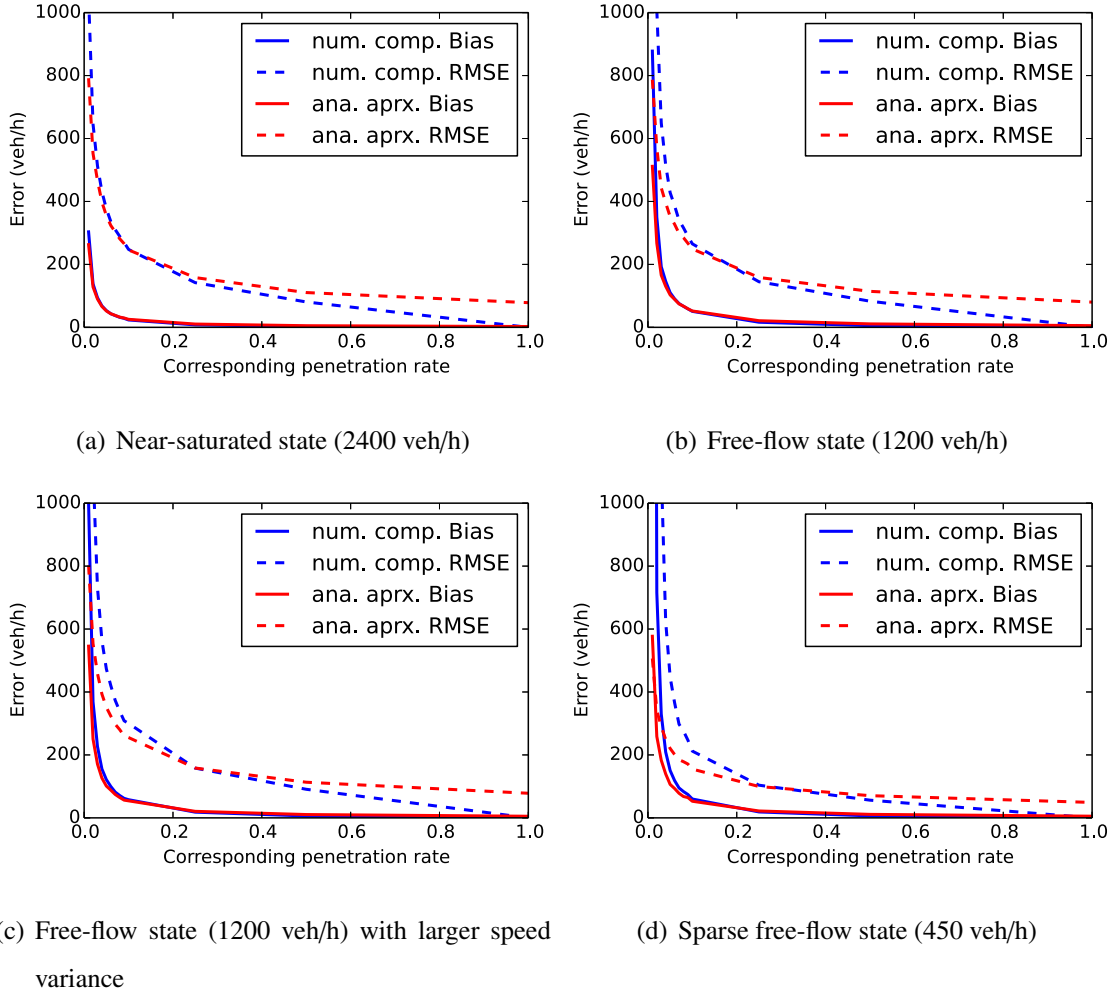 1000
800
600
400
200
0
Error (veh/h)
num. comp. Bias
num. comp. RMSE
ana. aprx. Bias
ana. aprx. RMSE
0.0 0.2 0.4 0.6 0.8 1.0
Corresponding penetration rate
(a) Near-saturated state (2400 veh/h)
1000
800
600
400
200
0
Error (veh/h)
num. comp. Bias
num. comp. RMSE
ana. aprx. Bias
ana. aprx. RMSE
0.0 0.2 0.4 0.6 0.8 1.0
Corresponding penetration rate
(b) Free-flow state (1200 veh/h)
1000
800
600
400
200
0
Error (veh/h)
num. comp. Bias
num. comp. RMSE
ana. aprx. Bias
ana. aprx. RMSE
0.0 0.2 0.4 0.6 0.8 1.0
Corresponding penetration rate
(c) Free-flow state (1200 veh/h) with larger speed
variance
1000
800
600
400
200
0
Error (veh/h)
num. comp. Bias
num. comp. RMSE
ana. aprx. Bias
ana. aprx. RMSE
0.0 0.2 0.4 0.6 0.8 1.0
Corresponding penetration rate
(d) Sparse free-flow state (450 veh/h)